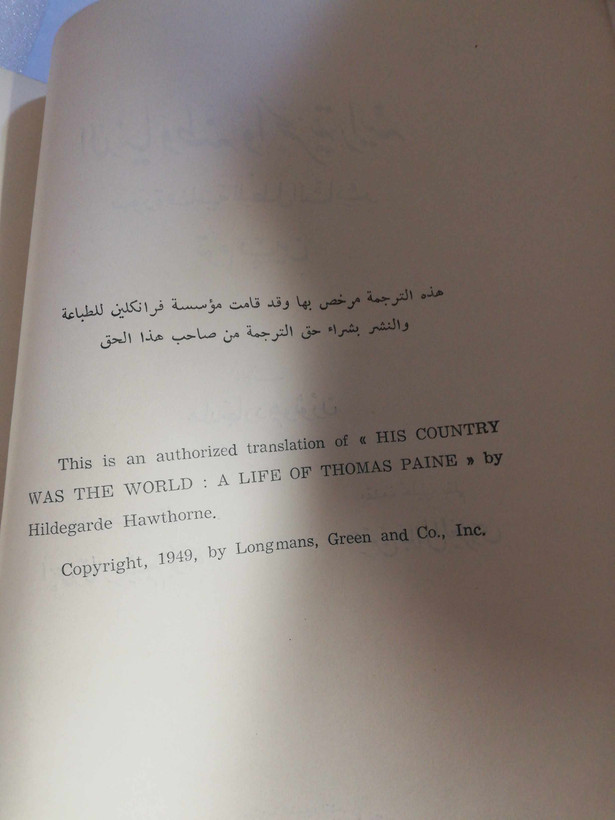 هذه الترجمة مرخص بها وقد قامت مؤسسة فرانكلين للطباعة
والنشر بشراء حق الترجمة من صاحب هذا الحق
This is an authorized translation of « HIS COUNTRY
WAS THE WORLD : A LIFE OF THOMAS PAINE » by
Hildegarde Hawthorne.
Copyright, 1949, by Longmans, Green and Co., Inc.